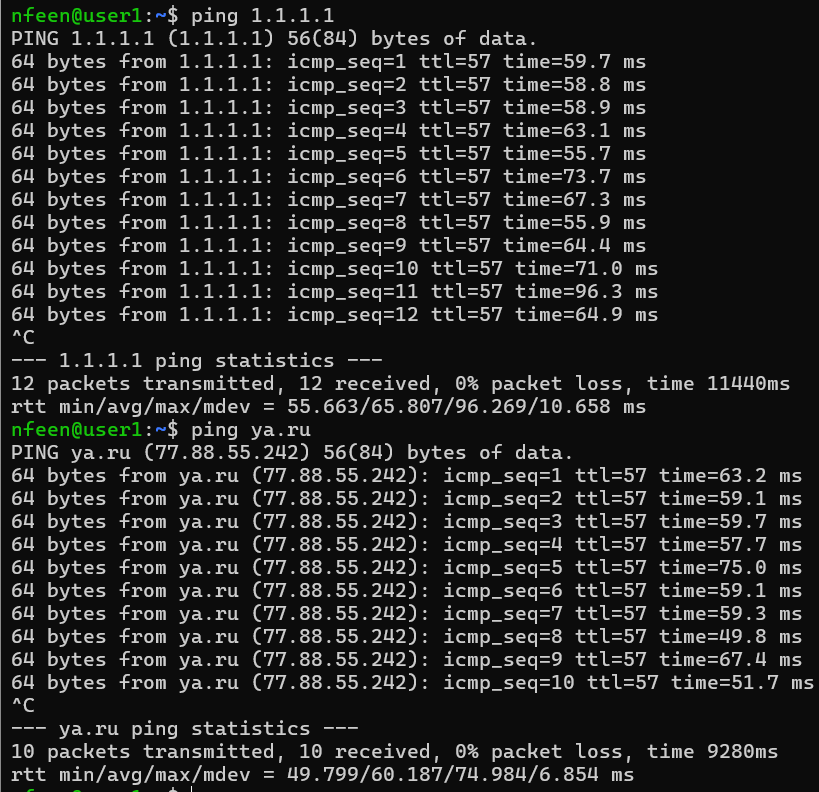 nfeen@user1:~$ ping 1.1.1.1
PING 1.1.1.1 (1.1.1.1) 56(84) bytes of data.
64 bytes from 1.1.1.1: icmp_seq=1 ttl=57 time=59.7 ms
64 bytes from 1.1.1.1: icmp_seq=2 ttl=57 time=58.8 ms
64 bytes from 1.1.1.1: icmp_seq=3 ttl=57 time=58.9 ms
64 bytes from 1.1.1.1: icmp_seq=4 ttl=57 time=63.1 ms
64 bytes from 1.1.1.1: icmp_seq=5 ttl=57 time=55.7 ms
64 bytes from 1.1.1.1: icmp_seq=6 ttl=57 time=73.7 ms
64 bytes from 1.1.1.1: icmp_seq=7 ttl=57 time=67.3 ms
64 bytes from 1.1.1.1: icmp_seq=8 ttl=57 time=55.9 ms
64 bytes from 1.1.1.1: icmp_seq=9 ttl=57 time=64.4 ms
64 bytes from 1.1.1.1: icmp_seq=10 ttl=57 time=71.0 ms
64 bytes from 1.1.1.1: icmp_seq=11 ttl=57 time=96.3 ms
64 bytes from 1.1.1.1: icmp_seq=12 ttl=57 time=64.9 ms
^C
--- 1.1.1.1 ping statistics ---
12 packets transmitted, 12 received, 0% packet loss, time 11440ms
rtt min/avg/max/mdev = 55.663/65.807/96.269/10.658 ms
nfeen@user1:~$ ping ya.ru
PING ya.ru (77.88.55.242) 56(84) bytes of data.
64 bytes from ya.ru (77.88.55.242): icmp_seq=1 ttl=57 time=63.2 ms
64 bytes from ya.ru (77.88.55.242): icmp_seq=2 ttl=57 time=59.1 ms
64 bytes from ya.ru (77.88.55.242): icmp_seq=3 ttl=57 time=59.7 ms
64 bytes from ya.ru (77.88.55.242): icmp_seq=4 ttl=57 time=57.7 ms
64 bytes from ya.ru (77.88.55.242): icmp_seq=5 ttl=57 time=75.0 ms
64 bytes from ya.ru (77.88.55.242): icmp_seq=6 ttl=57 time=59.1 ms
64 bytes from ya.ru (77.88.55.242): icmp_seq=7 ttl=57 time=59.3 ms
64 bytes from ya.ru (77.88.55.242): icmp_seq=8 ttl=57 time=49.8 ms
64 bytes from ya.ru (77.88.55.242): icmp_seq=9 ttl=57 time=67.4 ms
64 bytes from ya.ru (77.88.55.242): icmp_seq=10 ttl=57 time=51.7 ms
^C
--- ya.ru ping statistics ---
10 packets transmitted, 10 received, 0% packet loss, time 9280ms
rtt min/avg/max/mdev = 49.799/60.187/74.984/6.854 ms